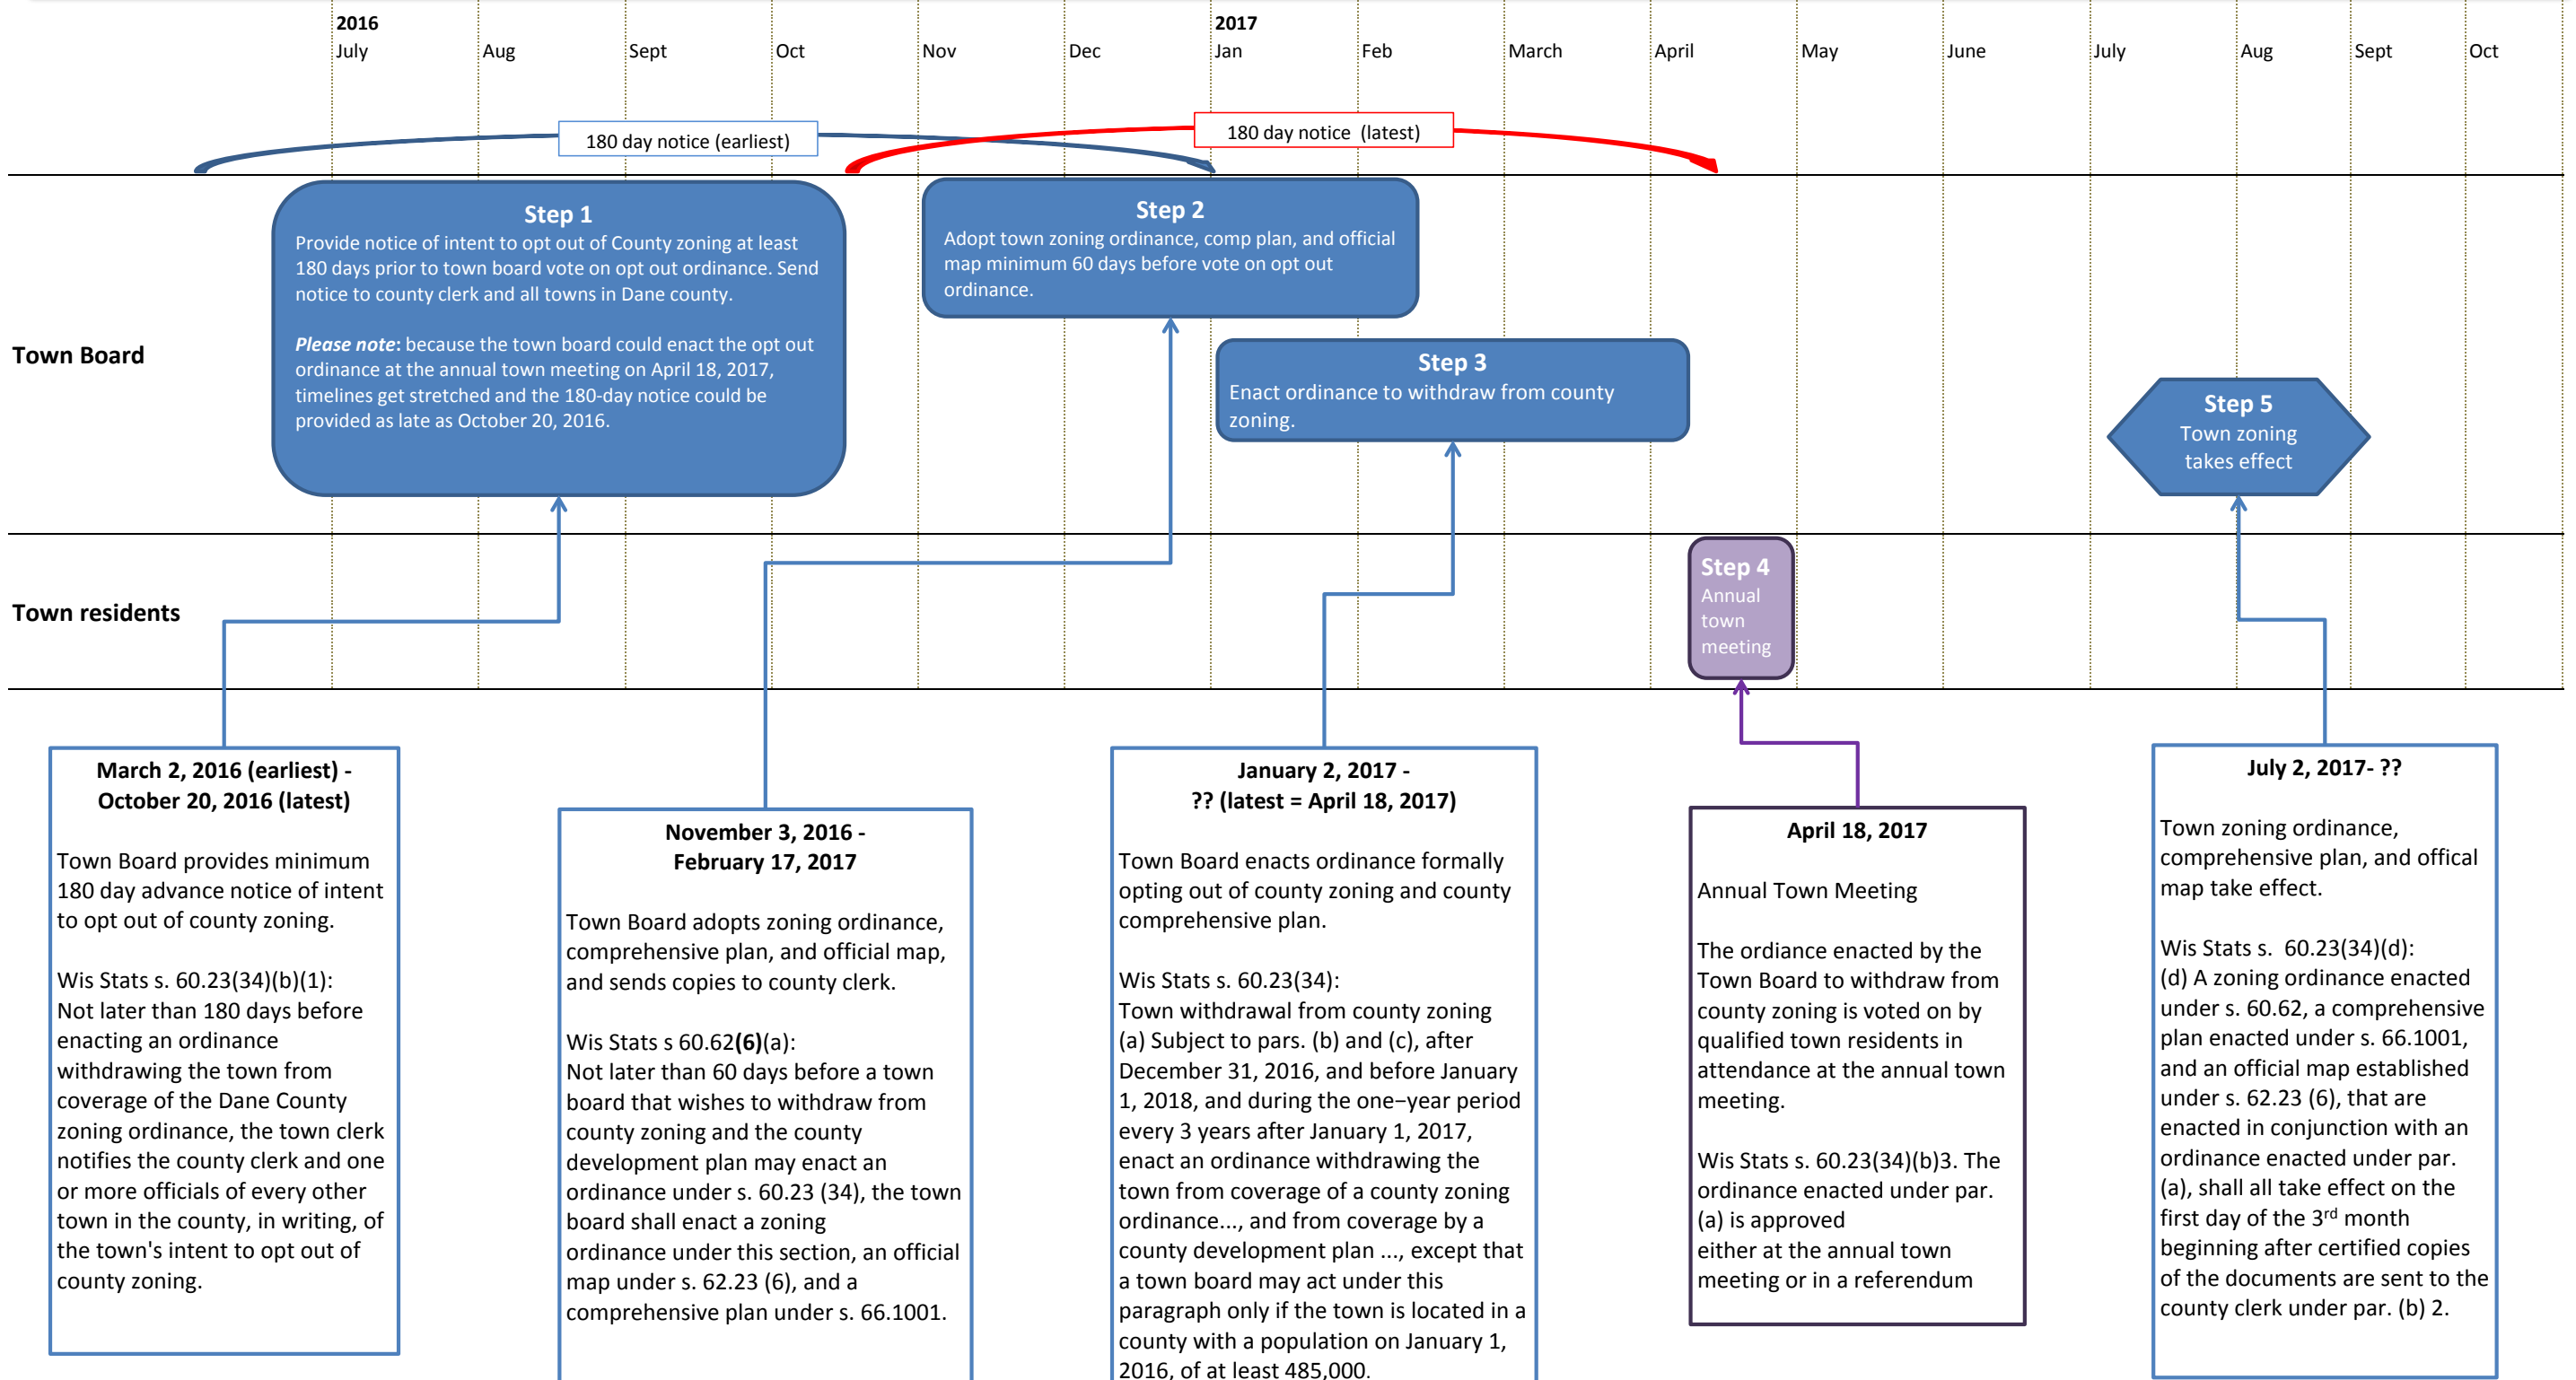 2016
2017
July
Aug
Sept
Oct
Nov
Dec
Jan
Feb
March
April
May
June
July
Aug
Sept
Oct
180 day notice (earliest)
180 day notice  (latest)
Town Board
Step 1
Provide notice of intent to opt out of County zoning at least
180 days prior to town board vote on opt out ordinance. Send
notice to county clerk and all towns in Dane county.
Please note: because the town board could enact the opt out
ordinance at the annual town meeting on April 18, 2017,
timelines get stretched and the 180-day notice could be
provided as late as October 20, 2016.
Step 2
Adopt town zoning ordinance, comp plan, and official
map minimum 60 days before vote on opt out
ordinance.
Step 3
Enact ordinance to withdraw from county
zoning.
Step 5
Town zoning
takes effect
Town residents
Step 4
Annual
town
meeting
March 2, 2016 (earliest) -
October 20, 2016 (latest)
Town Board provides minimum
180 day advance notice of intent
to opt out of county zoning.
Wis Stats s. 60.23(34)(b)(1):
Not later than 180 days before
enacting an ordinance
withdrawing the town from
coverage of the Dane County
zoning ordinance, the town clerk
notifies the county clerk and one
or more officials of every other
town in the county, in writing, of
the town's intent to opt out of
county zoning.
November 3, 2016 -
February 17, 2017
Town Board adopts zoning ordinance,
comprehensive plan, and official map,
and sends copies to county clerk.
Wis Stats s 60.62(6)(a):
Not later than 60 days before a town
board that wishes to withdraw from
county zoning and the county
development plan may enact an
ordinance under s. 60.23 (34), the town
board shall enact a zoning
ordinance under this section, an official
map under s. 62.23 (6), and a
comprehensive plan under s. 66.1001.
January 2, 2017 -
?? (latest = April 18, 2017)
Town Board enacts ordinance formally
opting out of county zoning and county
comprehensive plan.
Wis Stats s. 60.23(34):
Town withdrawal from county zoning
(a) Subject to pars. (b) and (c), after
December 31, 2016, and before January
1, 2018, and during the one−year period
every 3 years after January 1, 2017,
enact an ordinance withdrawing the
town from coverage of a county zoning
ordinance..., and from coverage by a
county development plan ..., except that
a town board may act under this
paragraph only if the town is located in a
county with a population on January 1,
2016, of at least 485,000.
April 18, 2017
Annual Town Meeting
The ordiance enacted by the
Town Board to withdraw from
county zoning is voted on by
qualified town residents in
attendance at the annual town
meeting.
Wis Stats s. 60.23(34)(b)3. The
ordinance enacted under par.
(a) is approved
either at the annual town
meeting or in a referendum
July 2, 2017- ??
Town zoning ordinance,
comprehensive plan, and offical
map take effect.
Wis Stats s.  60.23(34)(d):
(d) A zoning ordinance enacted
under s. 60.62, a comprehensive
plan enacted under s. 66.1001,
and an official map established
under s. 62.23 (6), that are
enacted in conjunction with an
ordinance enacted under par.
(a), shall all take effect on the
first day of the 3rd month
beginning after certified copies
of the documents are sent to the
county clerk under par. (b) 2.